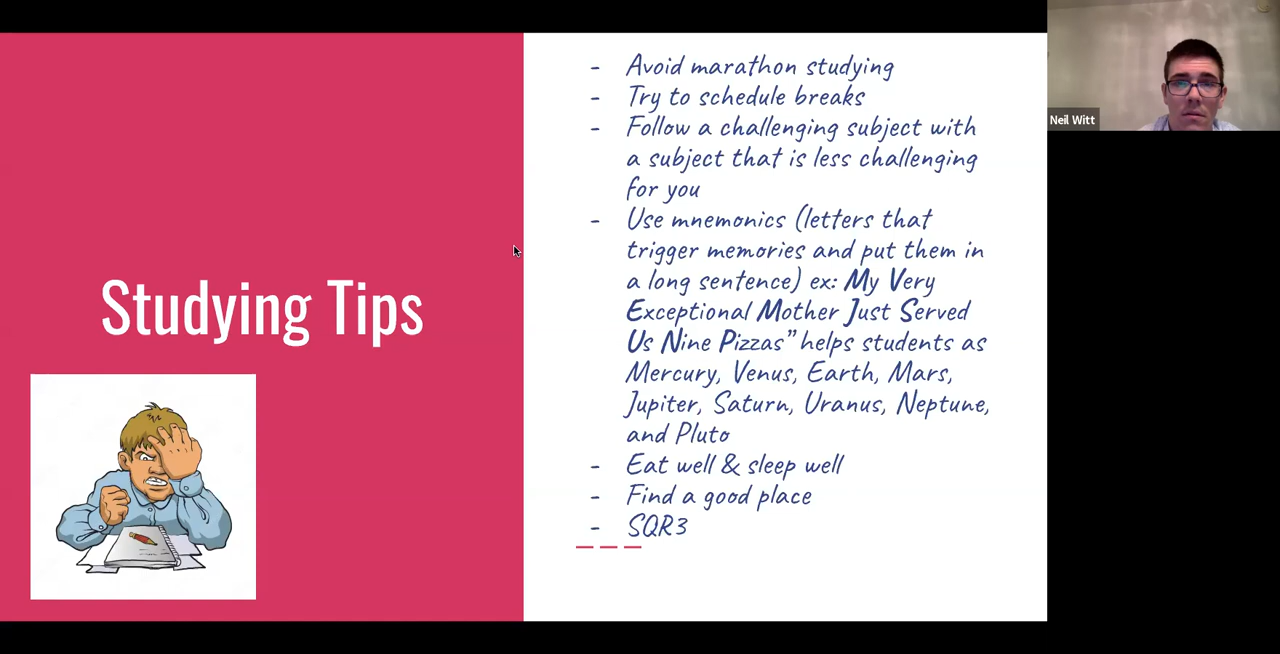 Studying Tips
- Avoid marathon studying
- Try to schedule breaks
- Follow a challenging subject with
a subject that is less challenging
for you
- Use mnemonics (letters that
trigger memories and put them in
a long sentence) ex: My Very
Exceptional Mother Just Served
Us Nine Pizzas” helps students as
Mercury, Venus, Earth, Mars,
Jupiter, Saturn, Uranus, Neptune,
and Pluto
- Eat well & sleep well
- Find a good place
- SQR3
Neil Witt